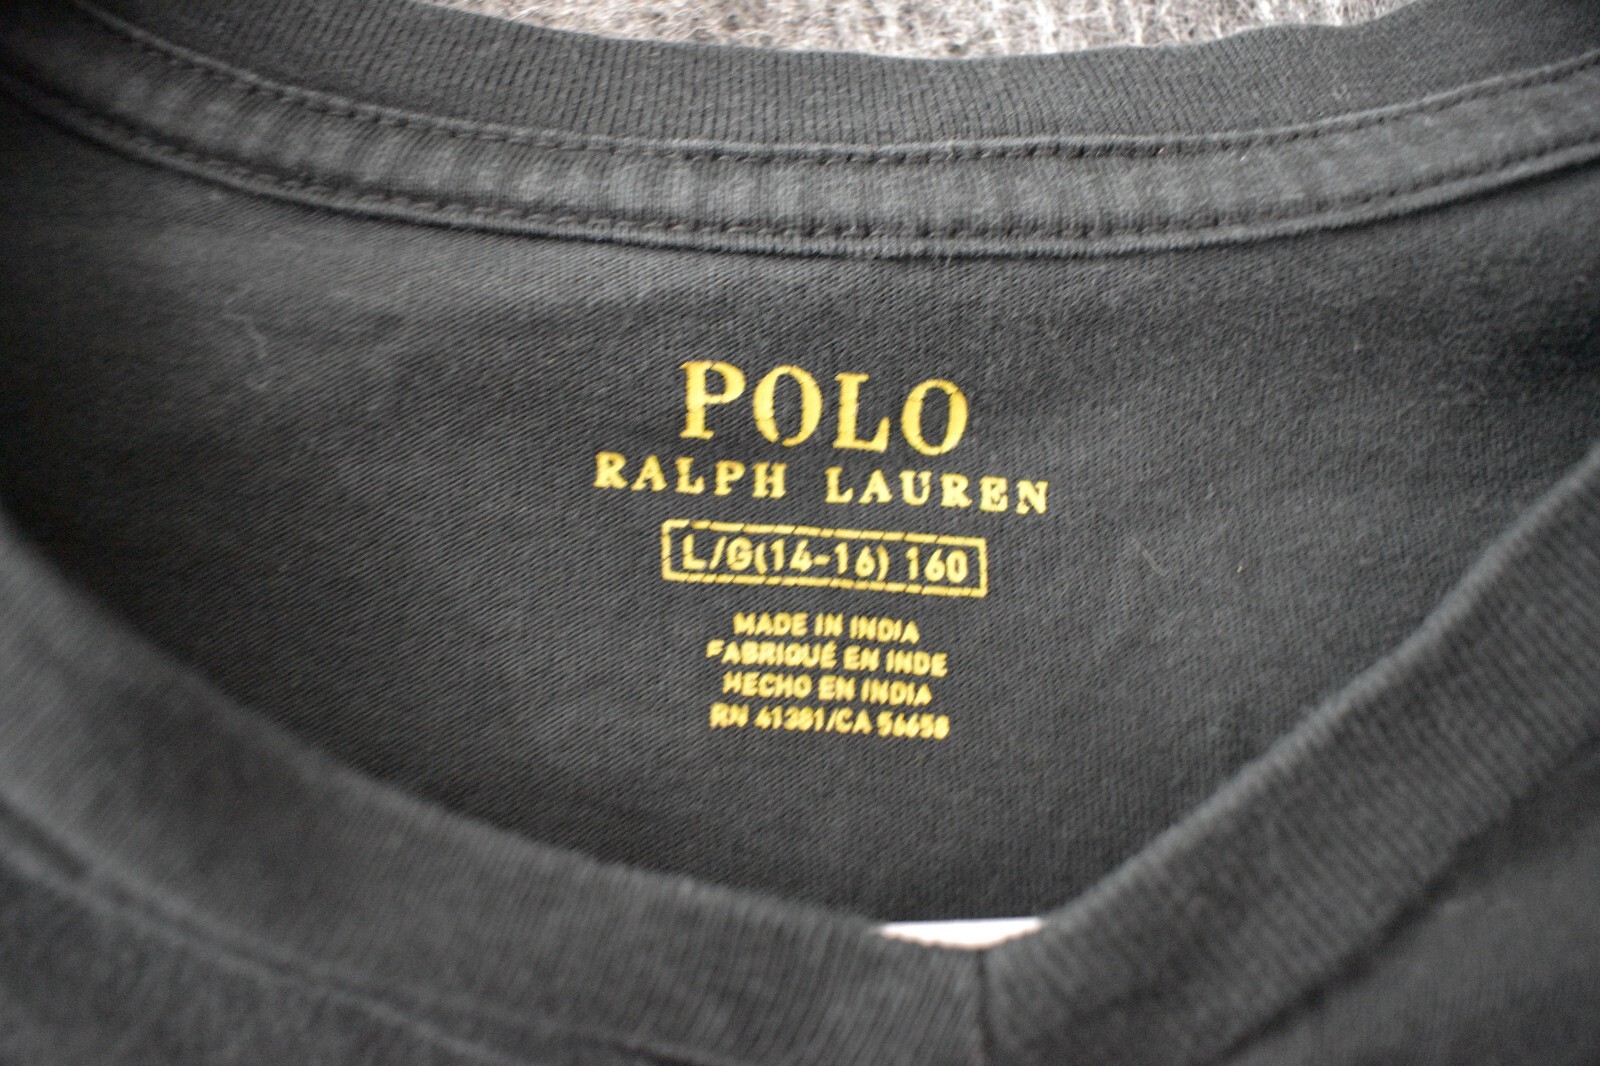 POLO
RALPH LAUREN
L/G(14-16) 160
MADE IN INDIA
FABRIQUÉ EN INDE
HECHO EN INDIA
RN 41381/CA 56658